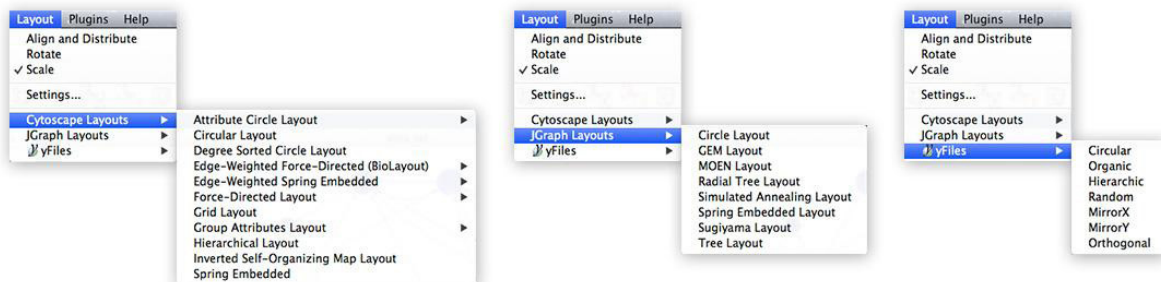 Layout Plugins Help
Align and Distribute
Rotate
✓ Scale
Settings...
Cytoscape Layouts
JGraph Layouts
yFiles
Attribute Circle Layout
Circular Layout
Degree Sorted Circle Layout
Edge-Weighted Force-Directed (BioLayout)
Edge-Weighted Spring Embedded
Force-Directed Layout
Grid Layout
Group Attributes Layout
Hierarchical Layout
Inverted Self-Organizing Map Layout
Spring Embedded
Layout Plugins Help
Align and Distribute
Rotate
✓ Scale
Settings...
Cytoscape Layouts
JGraph Layouts
yFiles
Circle Layout
GEM Layout
MOEN Layout
Radial Tree Layout
Simulated Annealing Layout
Spring Embedded Layout
Sugiyama Layout
Tree Layout
Layout Plugins Help
Align and Distribute
Rotate
✓ Scale
Settings...
Cytoscape Layouts
JGraph Layouts
yFiles
Circular
Organic
Hierarchic
Random
MirrorX
MirrorY
Orthogonal